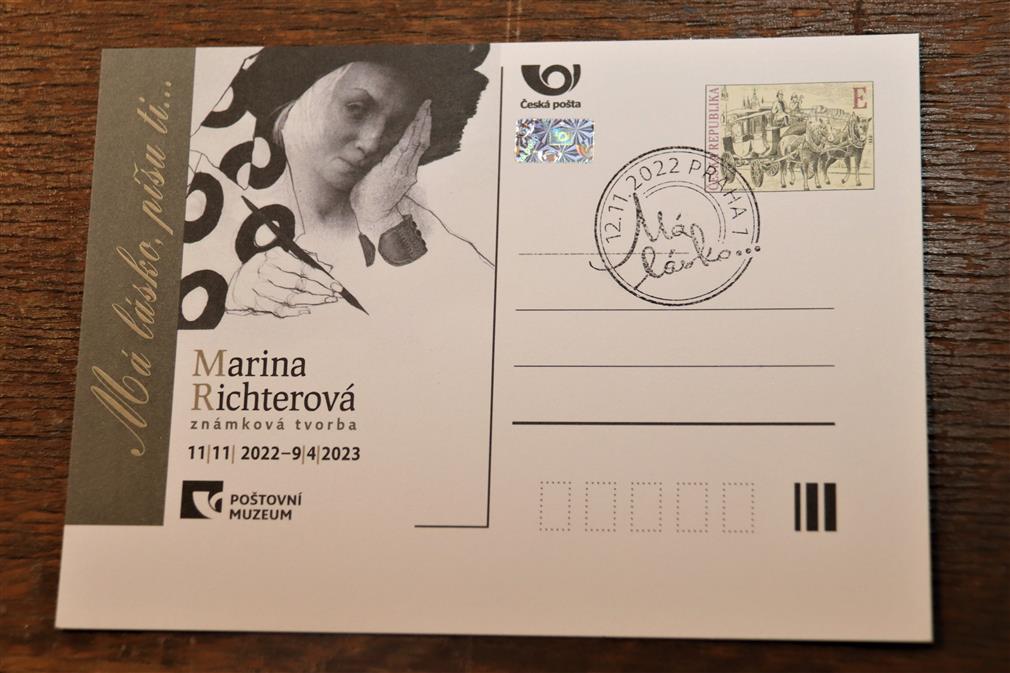 Má lásko, píšu ti...
Marina
Richterová
známková tvorba
11|11| 2022–9|4|2023
POŠTOVNÍ
MUZEUM
Česká pošta
ČESKÁ REPUBLIKA
E
12.11.2022 PRAHA 1
Má
lásko...